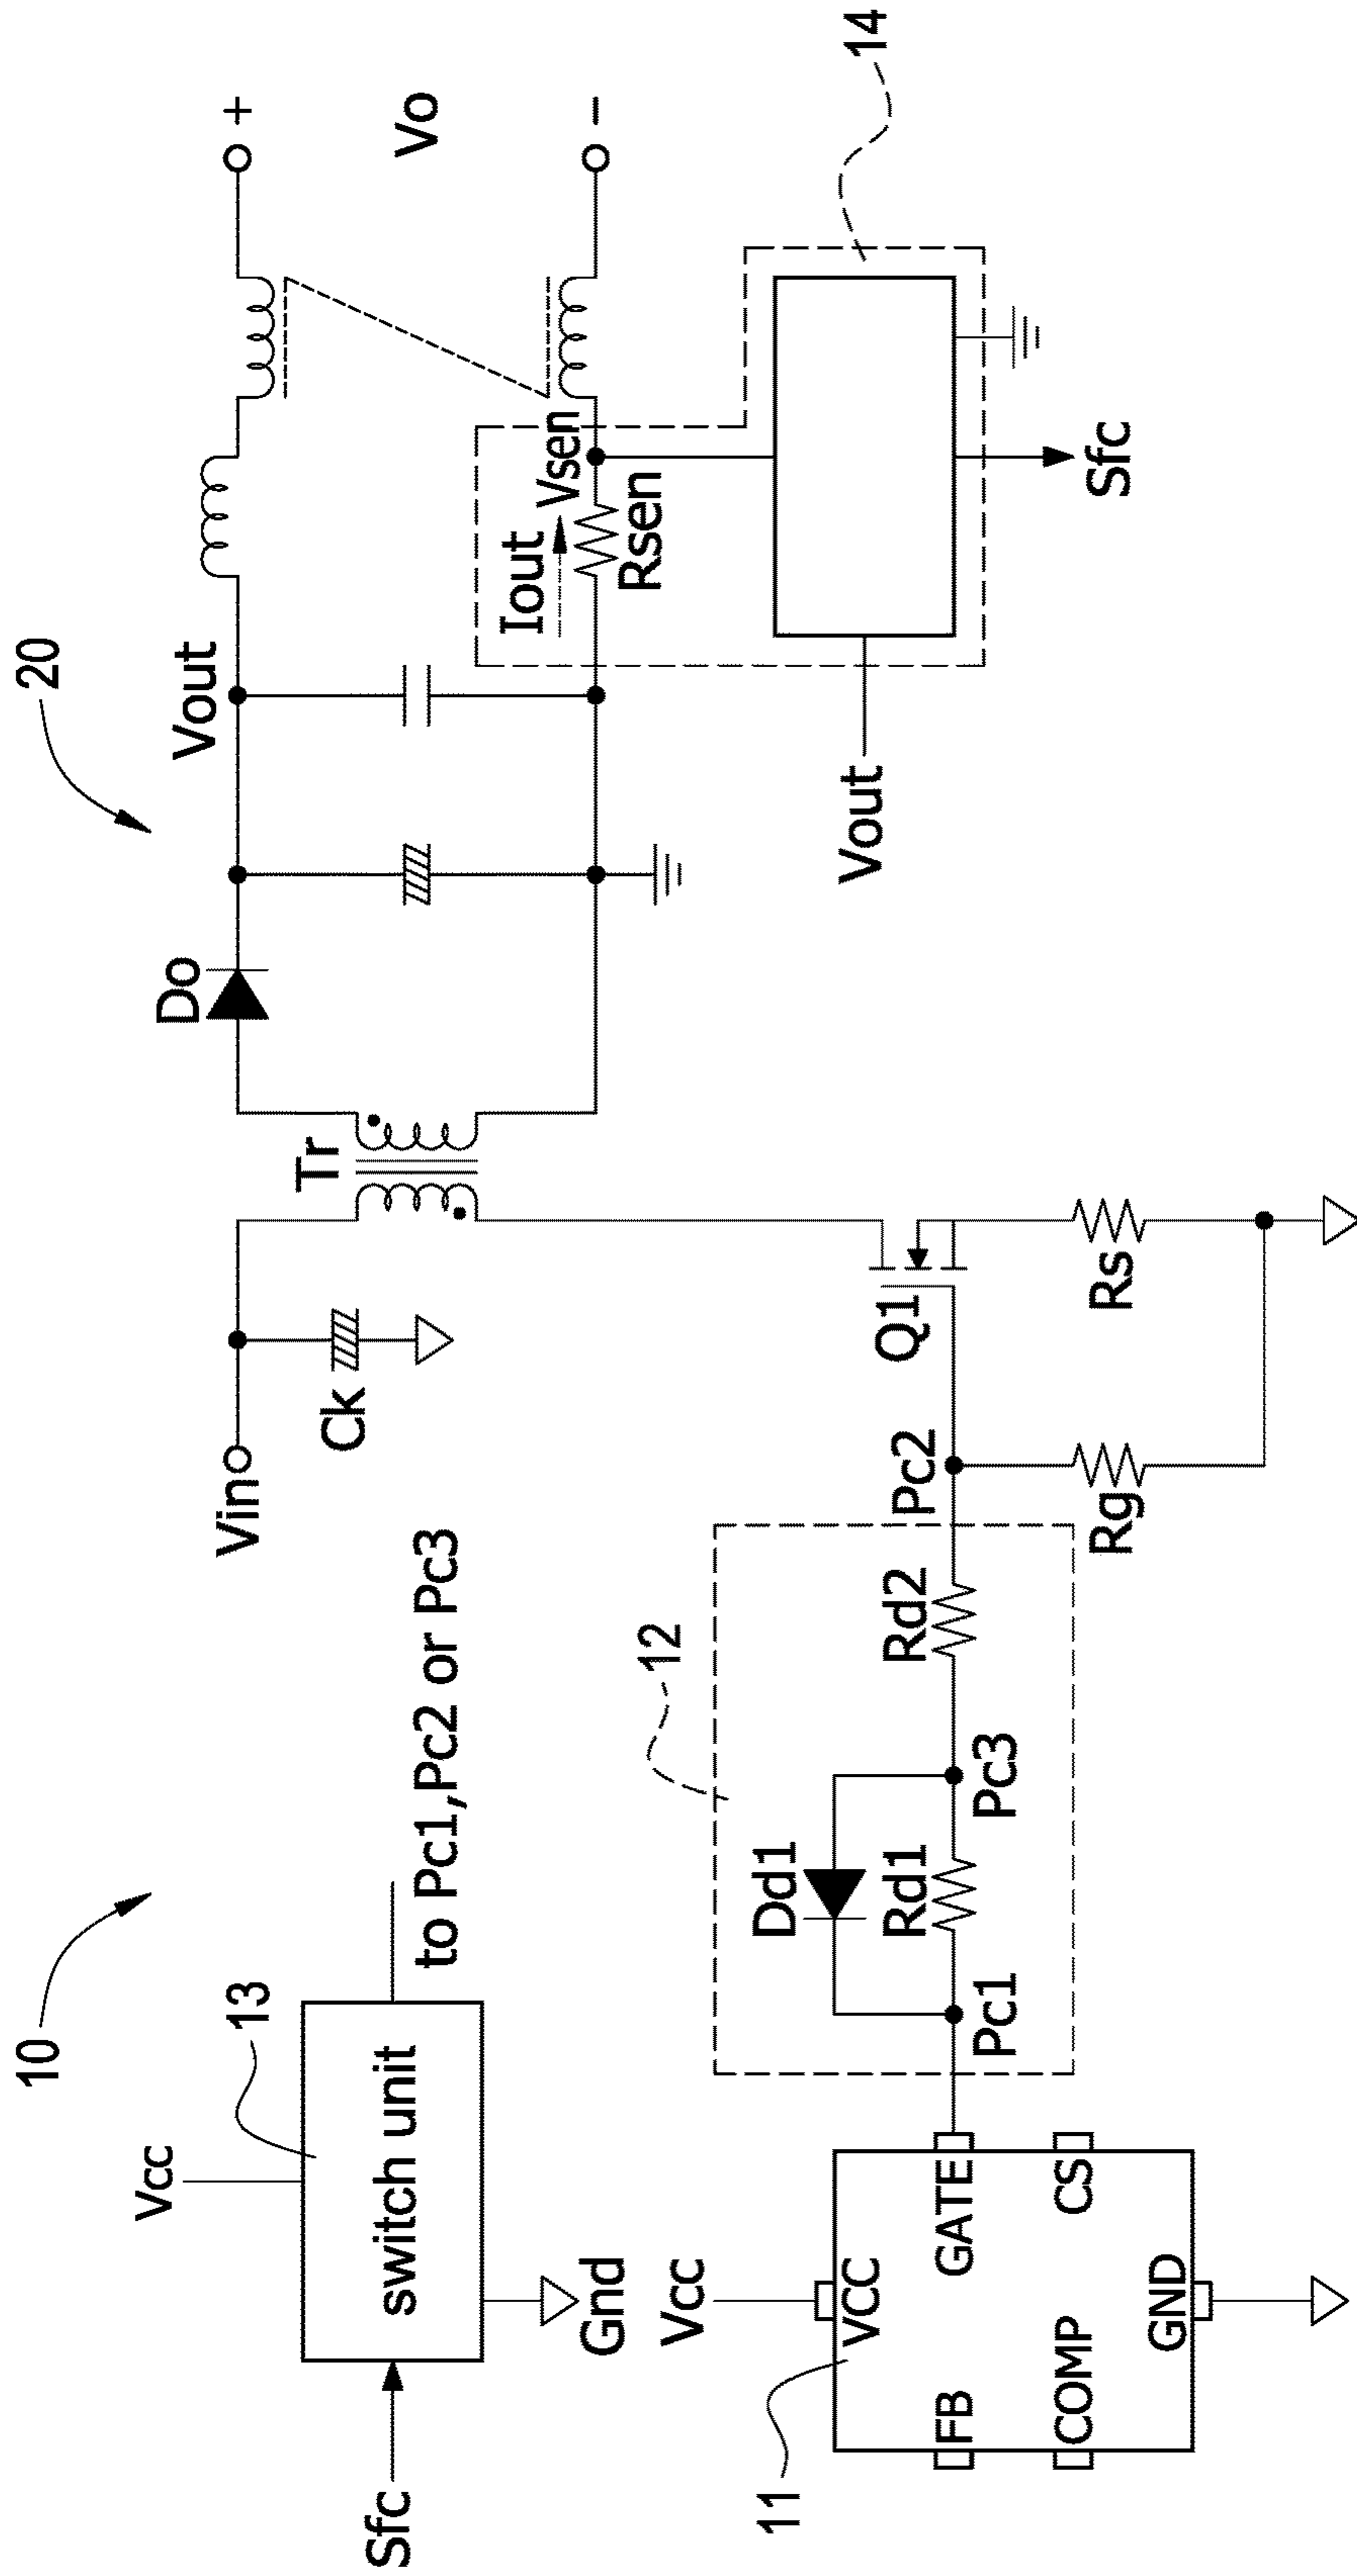 10
20
Vcc
13
switch unit
Sfc
to Pc1,Pc2 or Pc3
Gnd
Vin
Ck
Tr
Do
Vout
+
Vo
-
Iout
Vsen
Rsen
14
Vout
Sfc
11
Vcc
VCC
FB
GATE
COMP
CS
GND
12
Dd1
Rd1
Rd2
Pc1
Pc3
Pc2
Q1
Rg
Rs